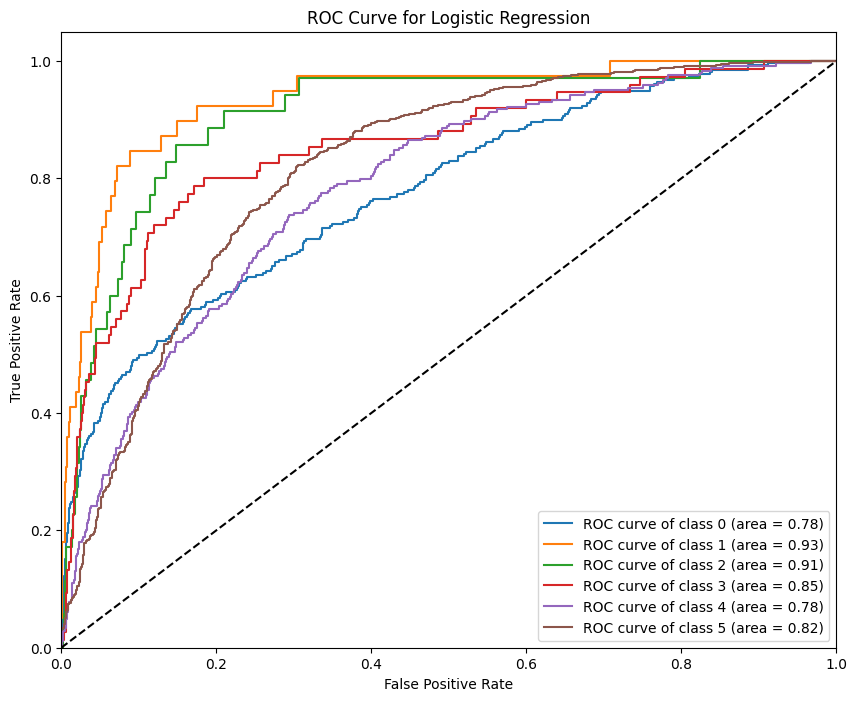 ROC Curve for Logistic Regression
True Positive Rate
1.0
0.8
0.6
0.4
0.2
0.0
ROC curve of class 0 (area = 0.78)
ROC curve of class 1 (area = 0.93)
ROC curve of class 2 (area = 0.91)
ROC curve of class 3 (area = 0.85)
ROC curve of class 4 (area = 0.78)
ROC curve of class 5 (area = 0.82)
0.0 0.2 0.4 0.6 0.8 1.0
False Positive Rate